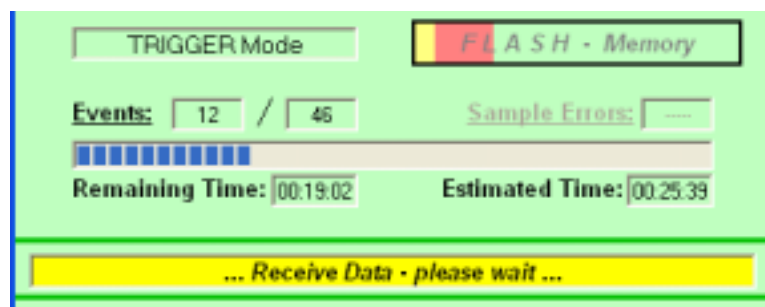 TRIGGER Mode
F L A S H - Memory
Events: 12 / 46
Sample Errors: -----
Remaining Time: 00:19:02
Estimated Time: 00:25:39
... Receive Data - please wait ...